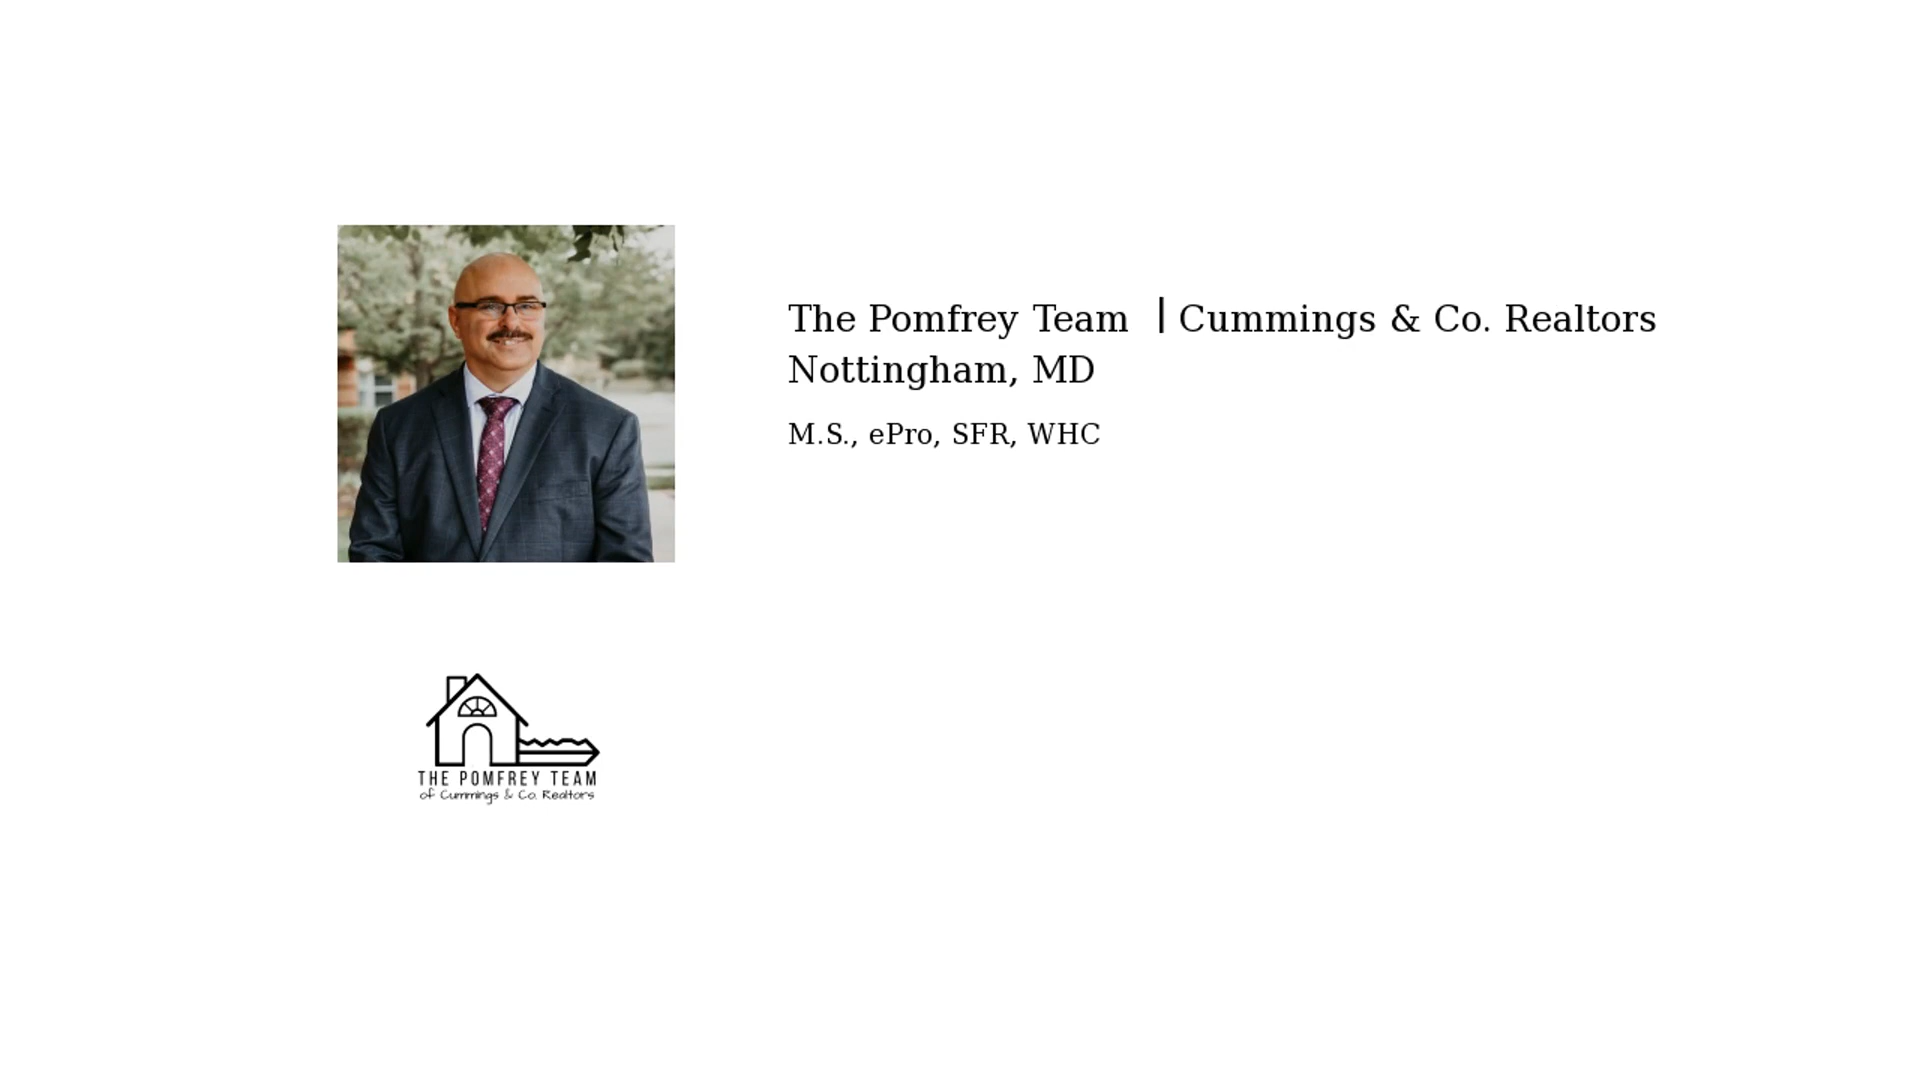 The Pomfrey Team | Cummings & Co. Realtors
Nottingham, MD
M.S., ePro, SFR, WHC
THE POMFREY TEAM
of Cummings & Co. Realtors